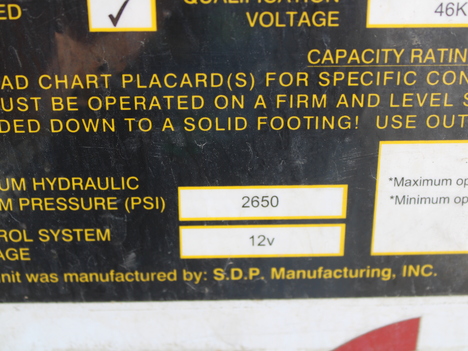 QUALIFICATION
VOLTAGE
46K
CAPACITY RATIN
AD CHART PLACARD(S) FOR SPECIFIC CON
UST BE OPERATED ON A FIRM AND LEVEL S
DED DOWN TO A SOLID FOOTING! USE OUT
UM HYDRAULIC
M PRESSURE (PSI)
2650
*Maximum op
*Minimum op
ROL SYSTEM
AGE
12v
unit was manufactured by: S.D.P. Manufacturing, INC.